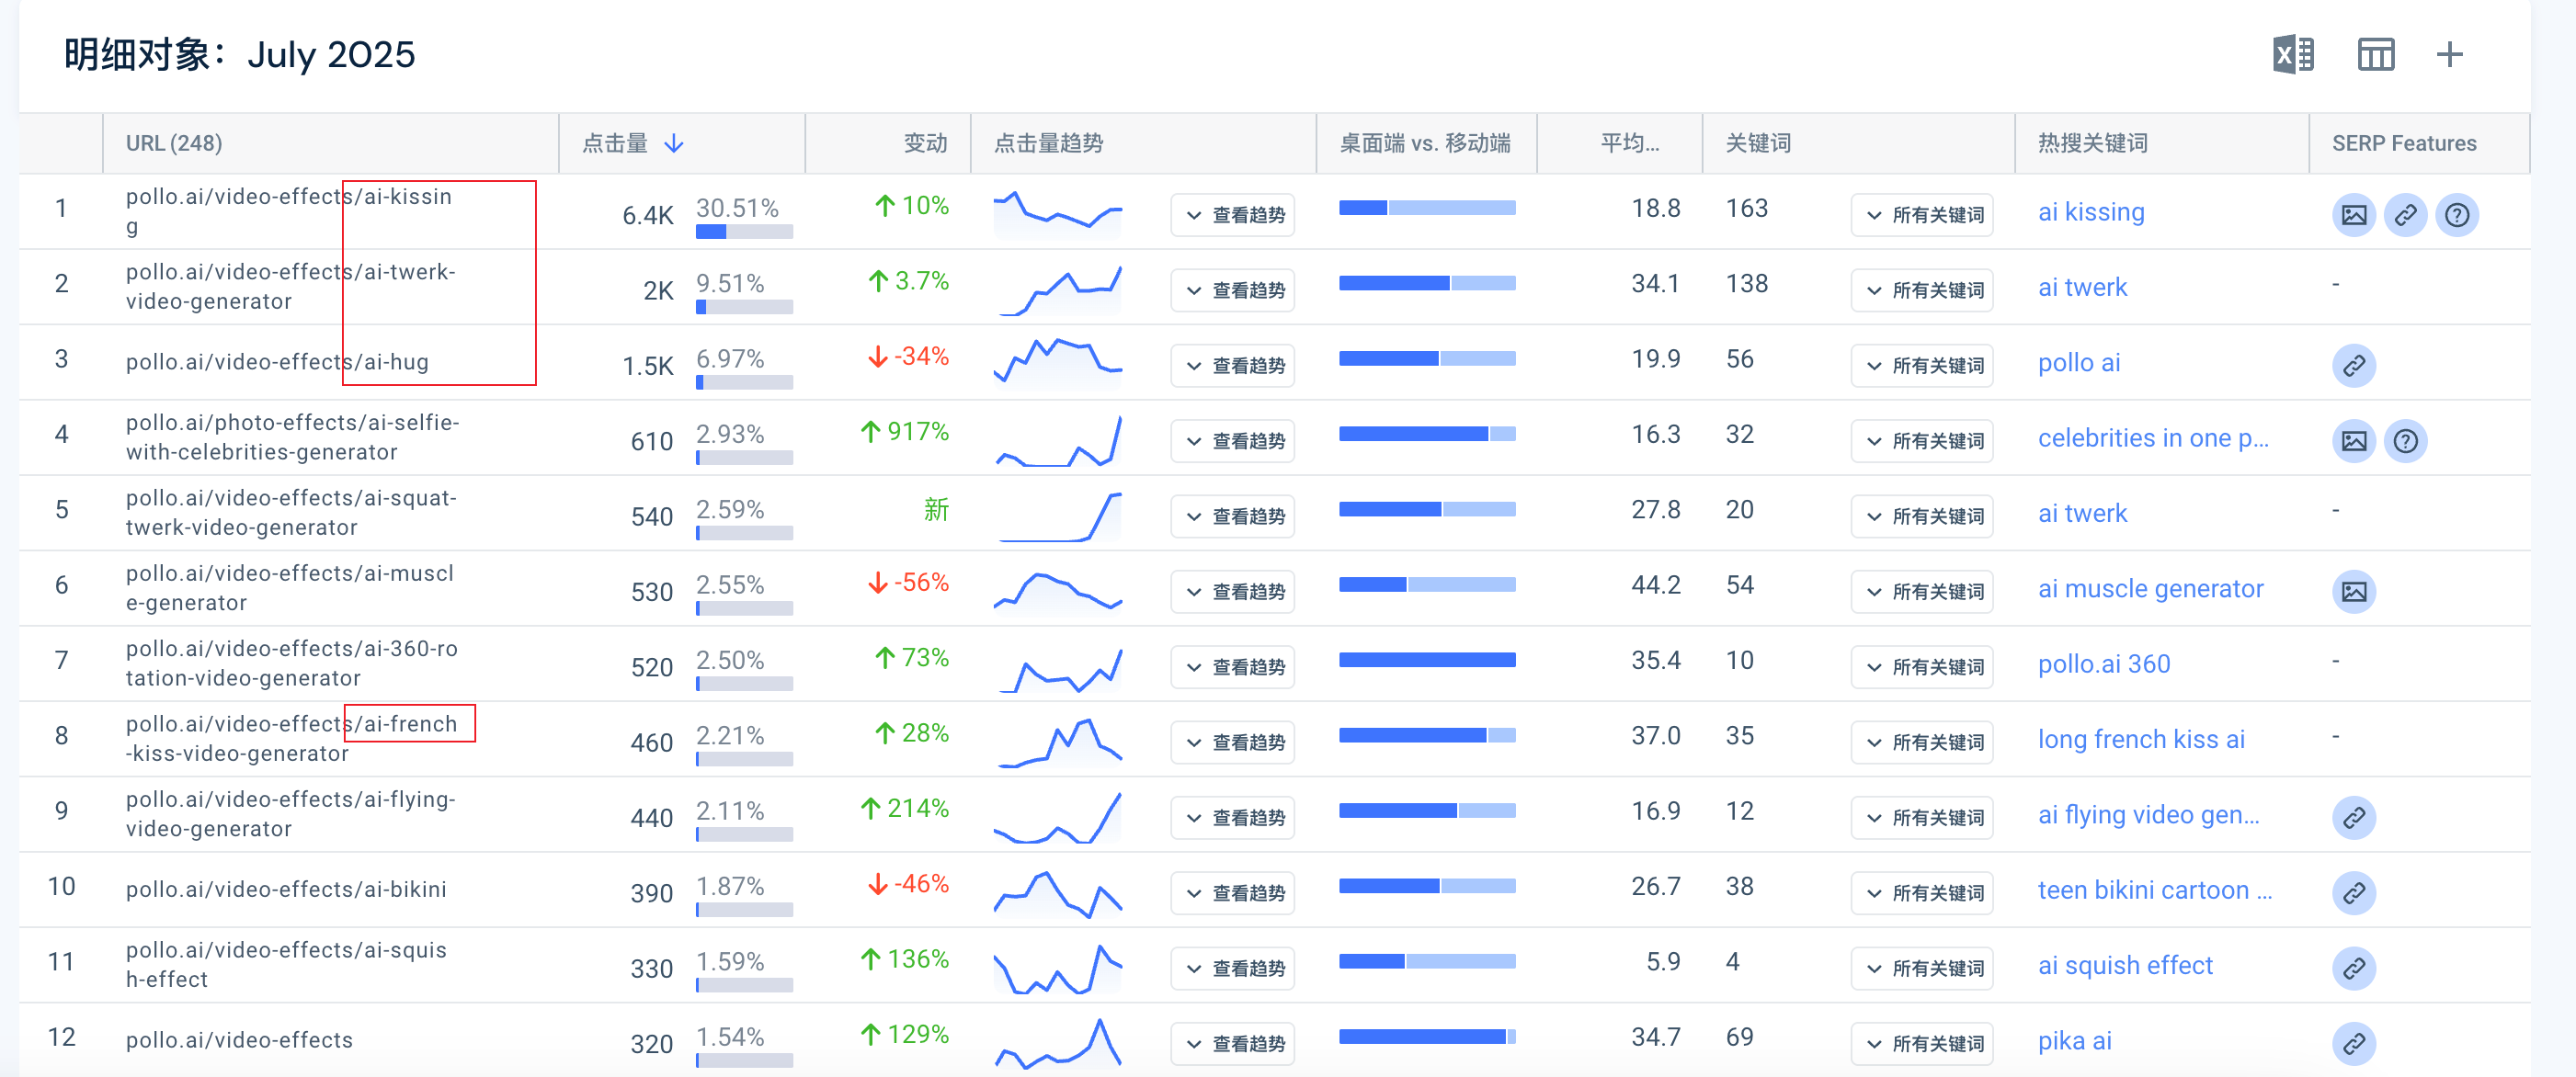 明细对象：July 2025
URL (248) 点击量 变动 点击量趋势 桌面端 vs. 移动端 平均... 关键词 热搜关键词 SERP Features
1 pollo.ai/video-effects/ai-kissin
g 6.4K 30.51% 10% 查看趋势 18.8 163 所有关键词 ai kissing
2 pollo.ai/video-effects/ai-twerk-
video-generator 2K 9.51% 3.7% 查看趋势 34.1 138 所有关键词 ai twerk -
3 pollo.ai/video-effects/ai-hug 1.5K 6.97% -34% 查看趋势 19.9 56 所有关键词 pollo ai
4 pollo.ai/photo-effects/ai-selfie-
with-celebrities-generator 610 2.93% 917% 查看趋势 16.3 32 所有关键词 celebrities in one p...
5 pollo.ai/video-effects/ai-squat-
twerk-video-generator 540 2.59% 新 查看趋势 27.8 20 所有关键词 ai twerk -
6 pollo.ai/video-effects/ai-muscl
e-generator 530 2.55% -56% 查看趋势 44.2 54 所有关键词 ai muscle generator
7 pollo.ai/video-effects/ai-360-ro
tation-video-generator 520 2.50% 73% 查看趋势 35.4 10 所有关键词 pollo.ai 360 -
8 pollo.ai/video-effects/ai-french
-kiss-video-generator 460 2.21% 28% 查看趋势 37.0 35 所有关键词 long french kiss ai -
9 pollo.ai/video-effects/ai-flying-
video-generator 440 2.11% 214% 查看趋势 16.9 12 所有关键词 ai flying video gen...
10 pollo.ai/video-effects/ai-bikini 390 1.87% -46% 查看趋势 26.7 38 所有关键词 teen bikini cartoon ...
11 pollo.ai/video-effects/ai-squis
h-effect 330 1.59% 136% 查看趋势 5.9 4 所有关键词 ai squish effect
12 pollo.ai/video-effects 320 1.54% 129% 查看趋势 34.7 69 所有关键词 pika ai